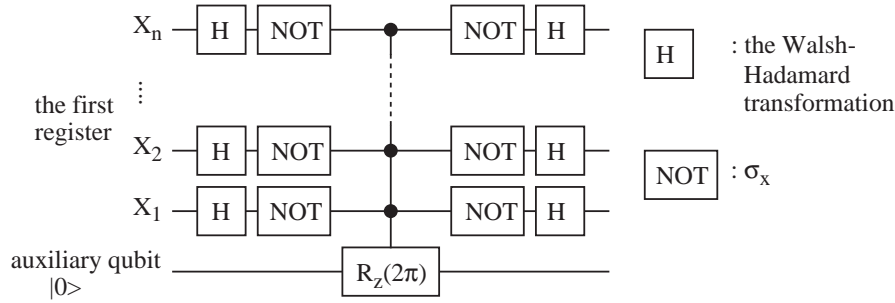 X_n H NOT NOT H
X_2 H NOT NOT H
X_1 H NOT NOT H
the first
register
auxiliary qubit
|0>
R_z(2π)
H : the Walsh-
Hadamard
transformation
NOT : σ_x